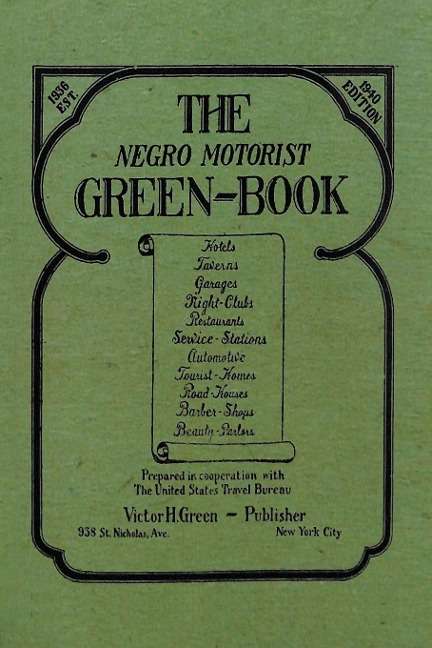 1936
EST.
1940
EDITION
THE
NEGRO MOTORIST
GREEN-BOOK
Hotels
Taverns
Garages
Night-Clubs
Restaurants
Service-Stations
Automotive
Tourist-Homes
Road-Houses
Barber-Shops
Beauty-Parlors
Prepared in cooperation with
The United States Travel Bureau
Victor H. Green — Publisher
938 St. Nicholas, Ave. New York City